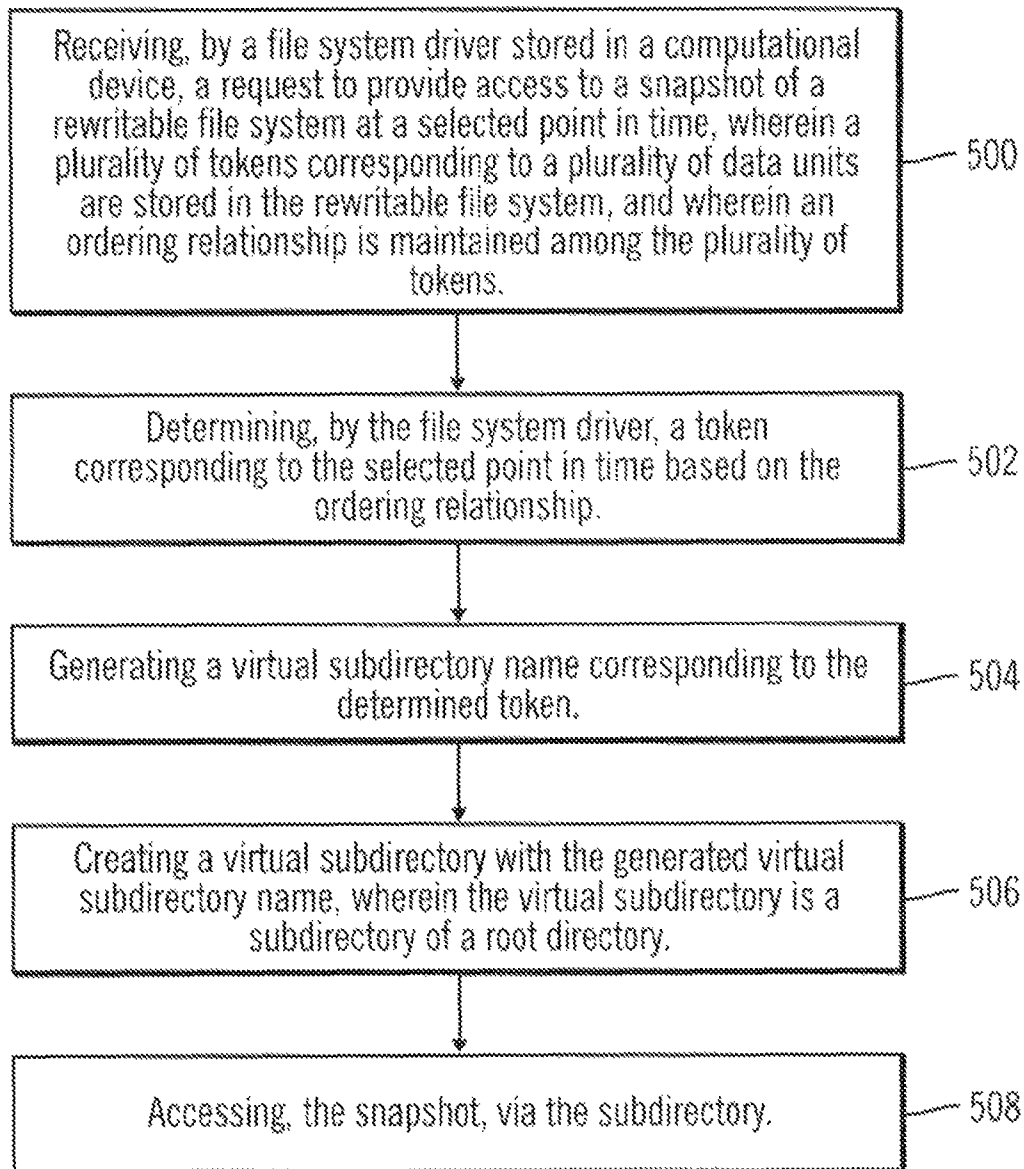 Receiving, by a file system driver stored in a computational
device, a request to provide access to a snapshot of a
rewritable file system at a selected point in time, wherein a
plurality of tokens corresponding to a plurality of data units
are stored in the rewritable file system, and wherein an
ordering relationship is maintained among the plurality of
tokens.
500
Determining, by the file system driver, a token
corresponding to the selected point in time based on the
ordering relationship.
502
Generating a virtual subdirectory name corresponding to the
determined token.
504
Creating a virtual subdirectory with the generated virtual
subdirectory name, wherein the virtual subdirectory is a
subdirectory of a root directory.
506
Accessing, the snapshot, via the subdirectory.
508